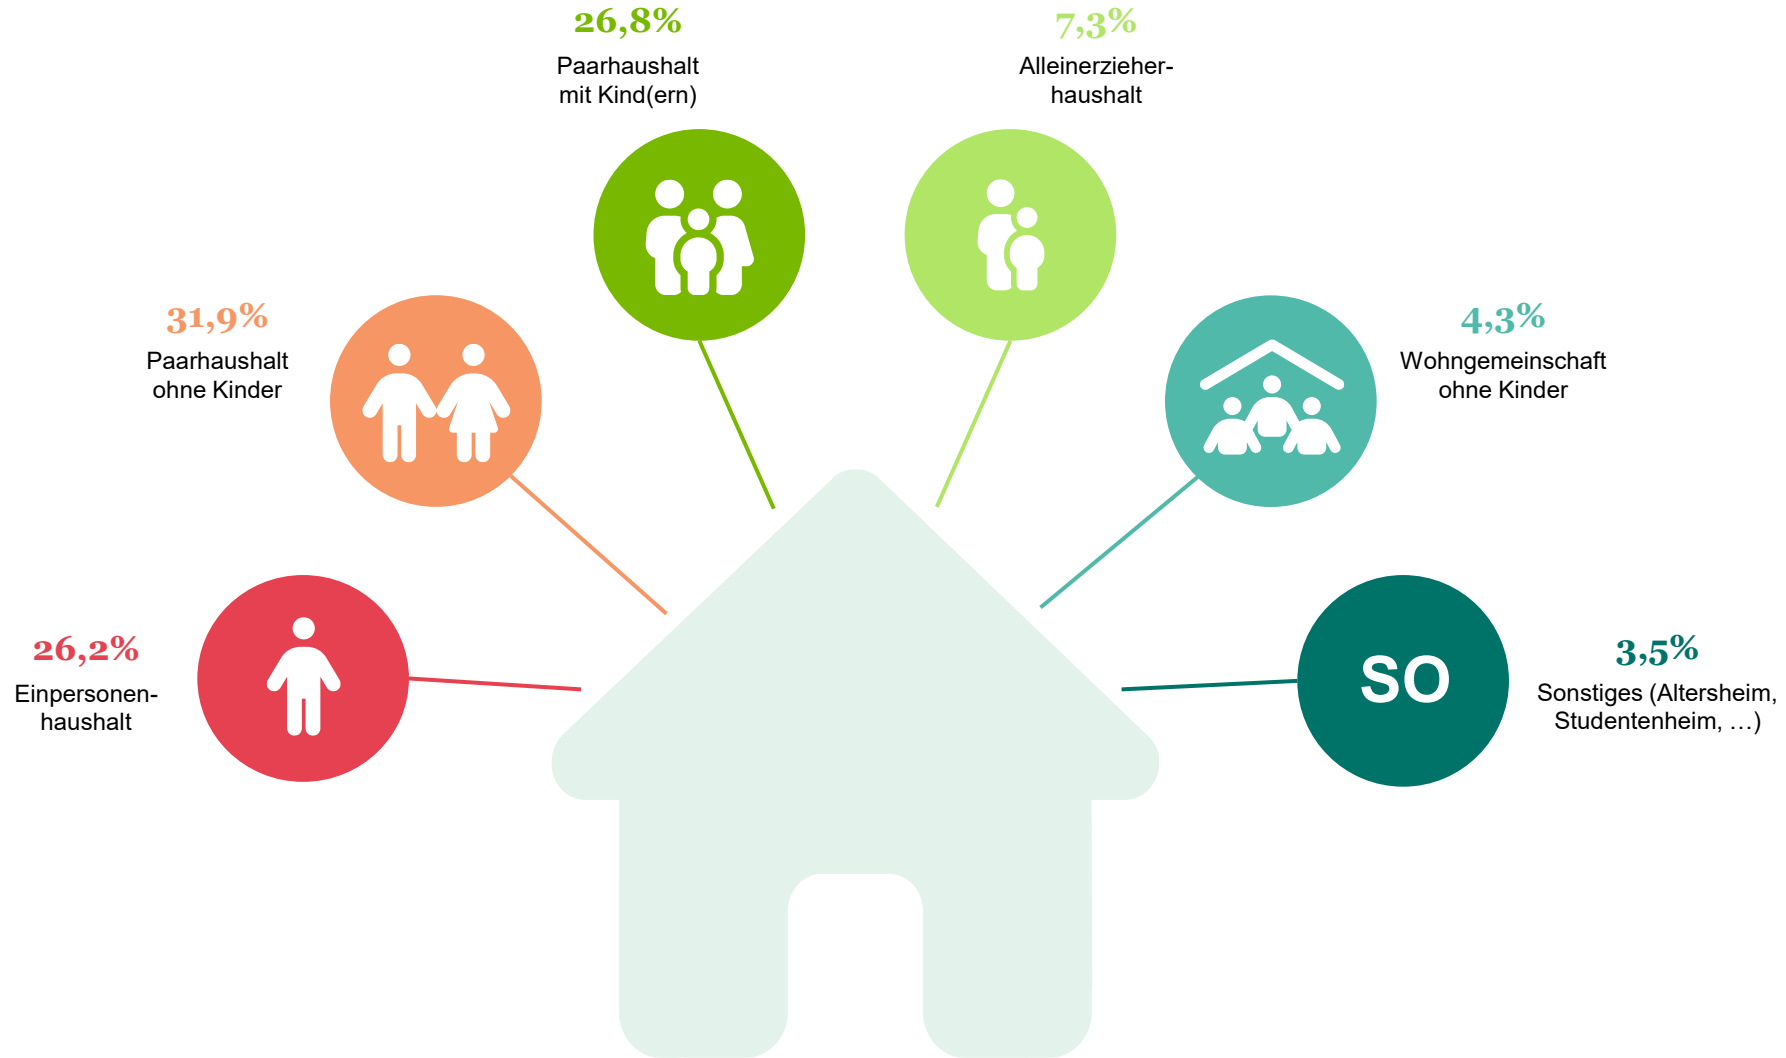 26,8%
Paarhaushalt
mit Kind(ern)
7,3%
Alleinerzieher-
haushalt
31,9%
Paarhaushalt
ohne Kinder
4,3%
Wohngemeinschaft
ohne Kinder
26,2%
Einpersonen-
haushalt
SO
3,5%
Sonstiges (Altersheim,
Studentenheim, …)